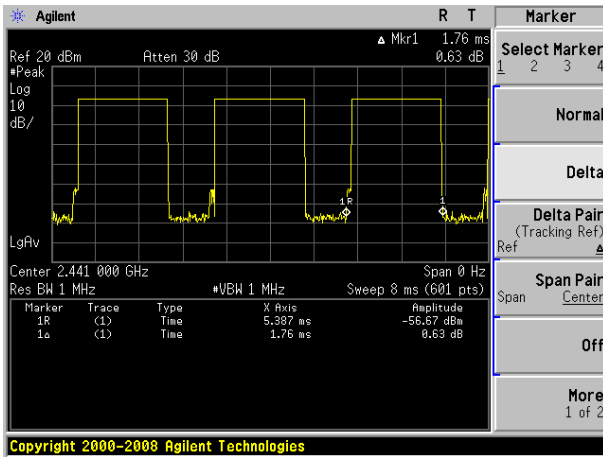 Agilent R T Marker
Δ Mkr1 1.76 ms
Ref 20 dBm Atten 30 dB 0.63 dB
#Peak
Log
10
dB/
1R 1
LgAv
Center 2.441 000 GHz Span 0 Hz
Res BW 1 MHz #VBW 1 MHz Sweep 8 ms (601 pts)
Marker Trace Type X Axis Amplitude
1R (1) Time 5.387 ms -56.67 dBm
1Δ (1) Time 1.76 ms 0.63 dB
Select Marker
1 2 3 4
Normal
Delta
Delta Pair
(Tracking Ref)
Ref Δ
Span Pair
Span Center
Off
More
1 of 2
Copyright 2000-2008 Agilent Technologies